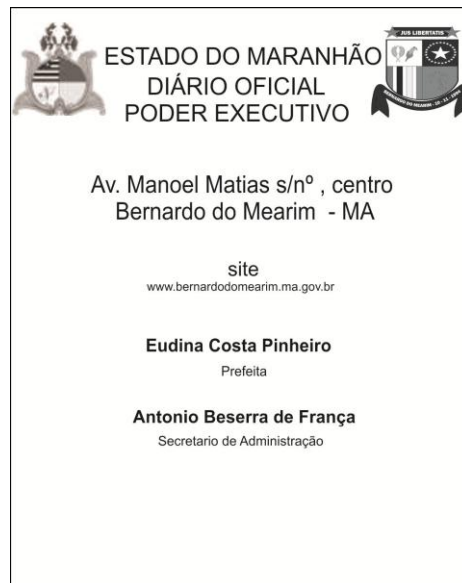 JUS LIBERTATIS
ESTADO DO MARANHÃO
DIÁRIO OFICIAL
PODER EXECUTIVO
Av. Manoel Matias s/nº , centro
Bernardo do Mearim - MA
site
www.bernardodomearim.ma.gov.br
Eudina Costa Pinheiro
Prefeita
Antonio Beserra de França
Secretario de Administração